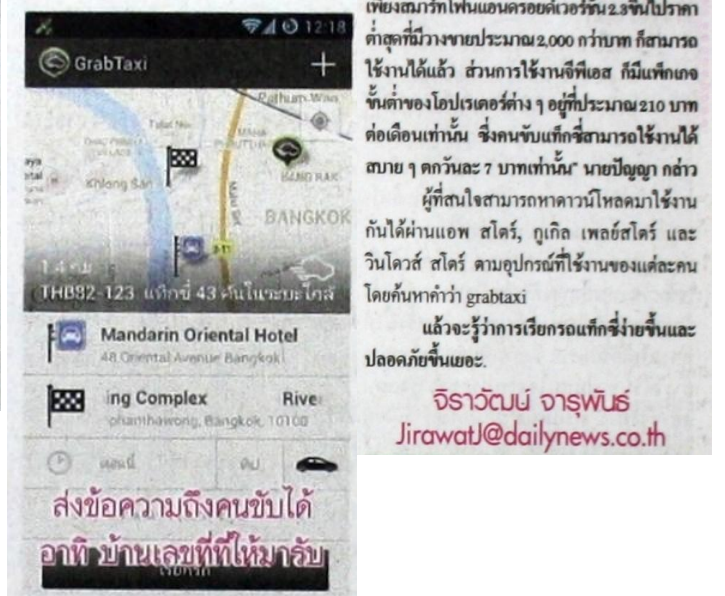 12:18
GrabTaxi
Pathum Wan
Khlong San
BANG RAK
BANGKOK
1.4 กม
THB92-123 แท็กซี่ 43 คันในระยะใกล้
Mandarin Oriental Hotel
48 Oriental Avenue Bangkok
ing Complex Rive
phanthawong, Bangkok, 10100
ตอนนี้ ทิป
ส่งข้อความถึงคนขับได้
อาทิ บ้านเลขที่ที่ให้มารับ
เรียกรถ
เพียงสมาร์ทโฟนแอนดรอยด์เวอร์ชั่น 2.3 ขึ้นไปราคา
ต่ำสุดที่มีวางขายประมาณ 2,000 กว่าบาท ก็สามารถ
ใช้งานได้แล้ว ส่วนการใช้งานจีพีเอส ก็มีแพ็กเกจ
ขั้นต่ำของโอเปเรเตอร์ต่าง ๆ อยู่ที่ประมาณ 210 บาท
ต่อเดือนเท่านั้น ซึ่งคนขับแท็กซี่สามารถใช้งานได้
สบาย ๆ ตกวันละ 7 บาทเท่านั้น" นายปัญญา กล่าว
ผู้ที่สนใจสามารถหาดาวน์โหลดมาใช้งาน
กันได้ผ่านแอพ สโตร์, กูเกิล เพลย์สโตร์ และ
วินโดวส์ สโตร์ ตามอุปกรณ์ที่ใช้งานของแต่ละคน
โดยค้นหาคำว่า grabtaxi
แล้วจะรู้ว่าการเรียกรถแท็กซี่ง่ายขึ้นและ
ปลอดภัยขึ้นเยอะ.
จิราวัฒน์ จารุพันธ์
JirawatJ@dailynews.co.th